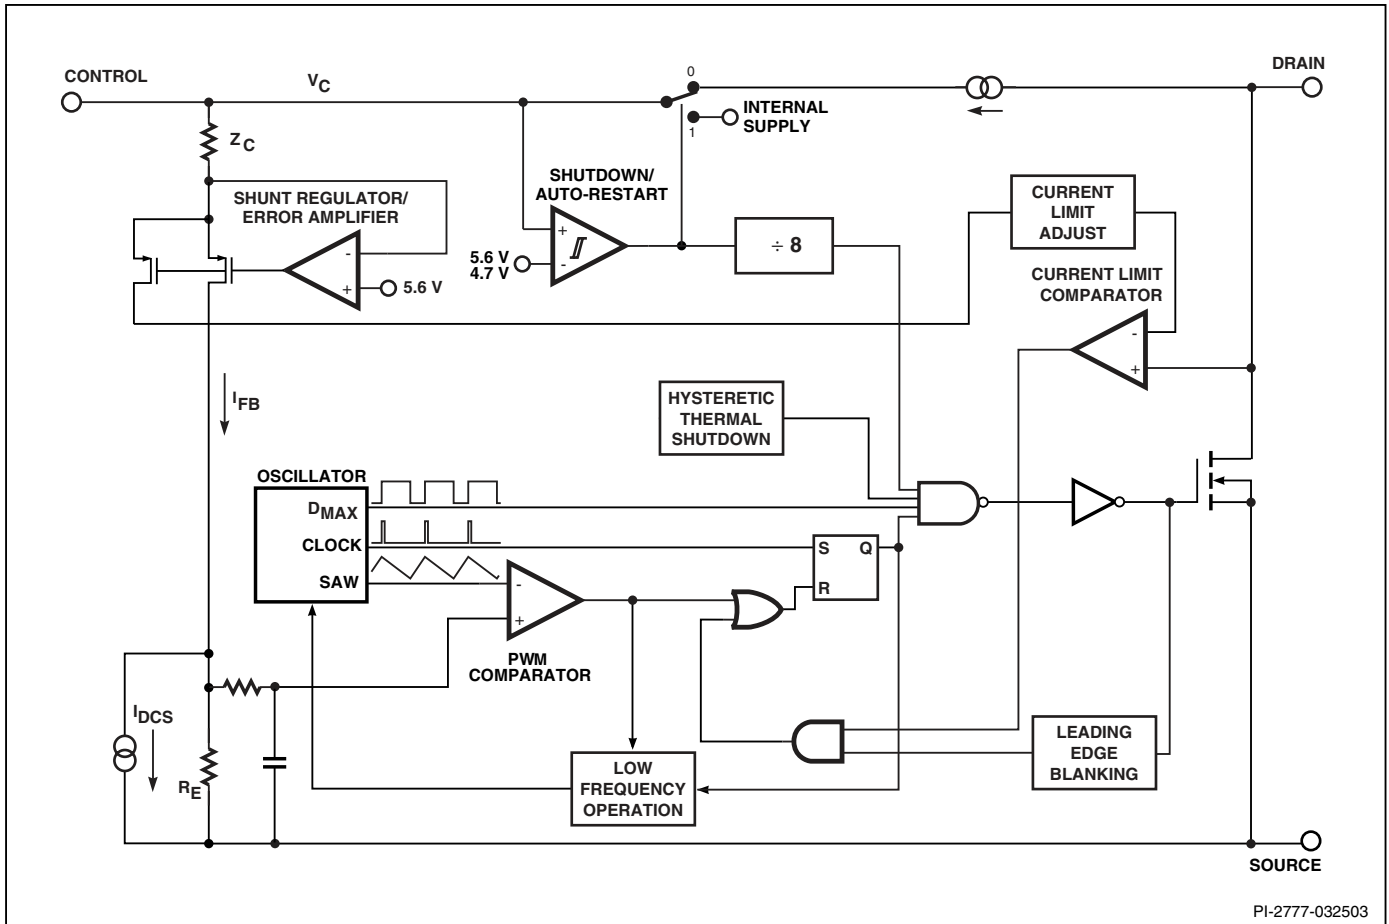 CONTROL
V_C
0
DRAIN
INTERNAL
SUPPLY
1
Z_C
SHUNT REGULATOR/
ERROR AMPLIFIER
-
+
5.6 V
SHUTDOWN/
AUTO-RESTART
+
-
5.6 V
4.7 V
÷ 8
CURRENT
LIMIT
ADJUST
CURRENT LIMIT
COMPARATOR
-
+
I_FB
HYSTERETIC
THERMAL
SHUTDOWN
OSCILLATOR
D_MAX
CLOCK
SAW
-
+
PWM
COMPARATOR
S Q
R
I_DCS
R_E
LOW
FREQUENCY
OPERATION
LEADING
EDGE
BLANKING
SOURCE
PI-2777-032503